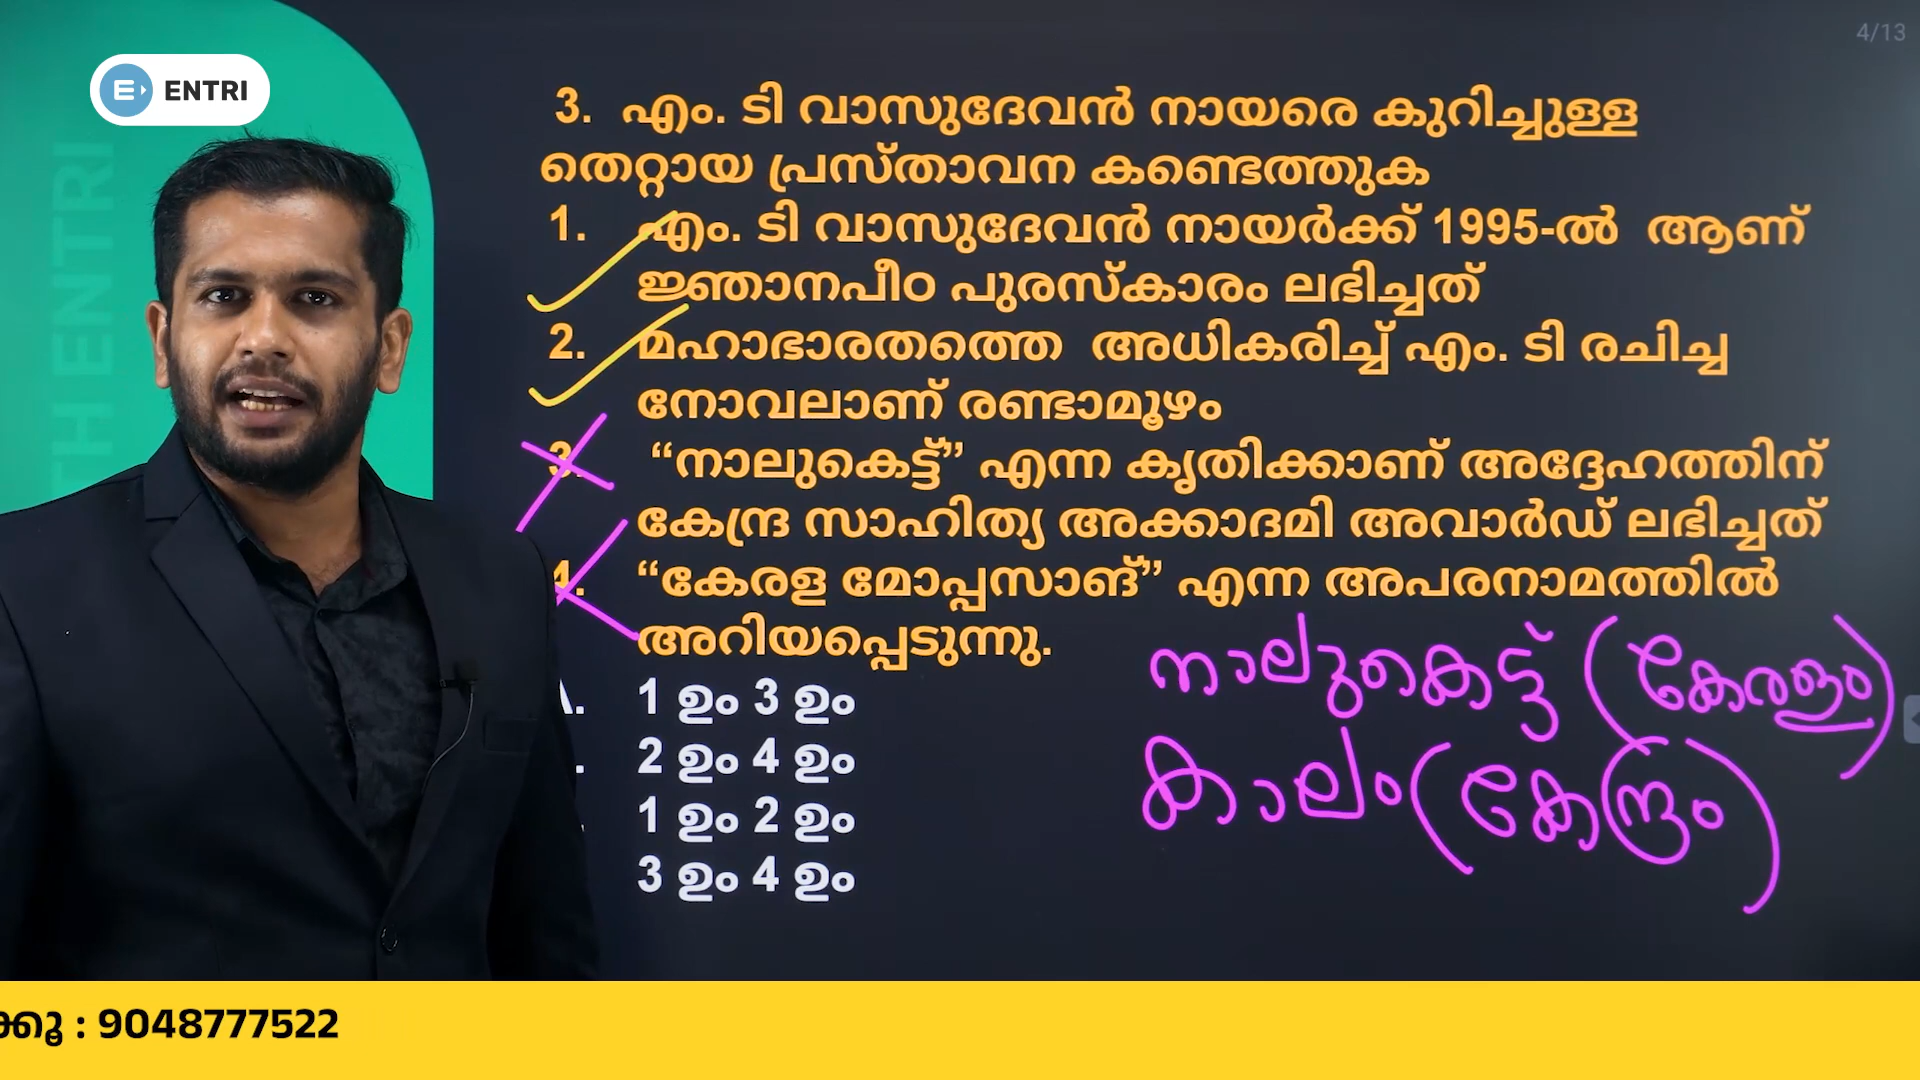 4/13
ENTRI
TH ENTRI
3. എം. ടി വാസുദേവൻ നായരെ കുറിച്ചുള്ള
തെറ്റായ പ്രസ്താവന കണ്ടെത്തുക
1. എം. ടി വാസുദേവൻ നായർക്ക് 1995-ൽ ആണ്
ജ്ഞാനപീഠ പുരസ്കാരം ലഭിച്ചത്
2. മഹാഭാരതത്തെ അധികരിച്ച് എം. ടി രചിച്ച
നോവലാണ് രണ്ടാമൂഴം
3. “നാലുകെട്ട്” എന്ന കൃതിക്കാണ് അദ്ദേഹത്തിന്
കേന്ദ്ര സാഹിത്യ അക്കാദമി അവാർഡ് ലഭിച്ചത്
4. “കേരള മോപ്പസാങ്” എന്ന അപരനാമത്തിൽ
അറിയപ്പെടുന്നു.
നാലുകെട്ട് (കേരളം)
കാലം (കേന്ദ്രം)
1 ഉം 3 ഉം
2 ഉം 4 ഉം
1 ഉം 2 ഉം
3 ഉം 4 ഉം
ക്കൂ : 9048777522